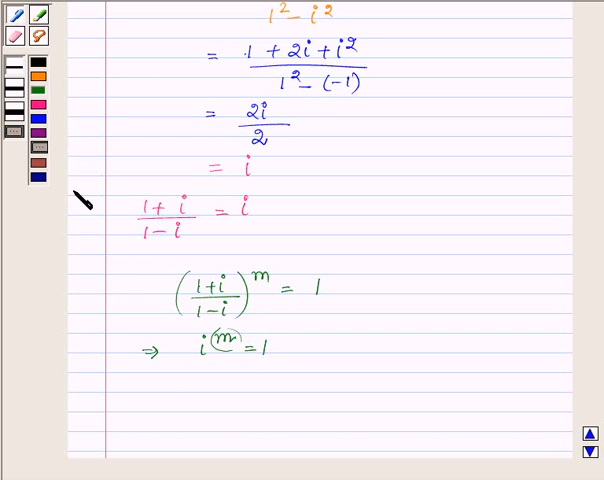 1² - i²
= 1 + 2i + i² / 1² - (-1)
= 2i / 2
= i
1 + i / 1 - i = i
(1+i / 1-i)^m = 1
⇒ i^(m) = 1